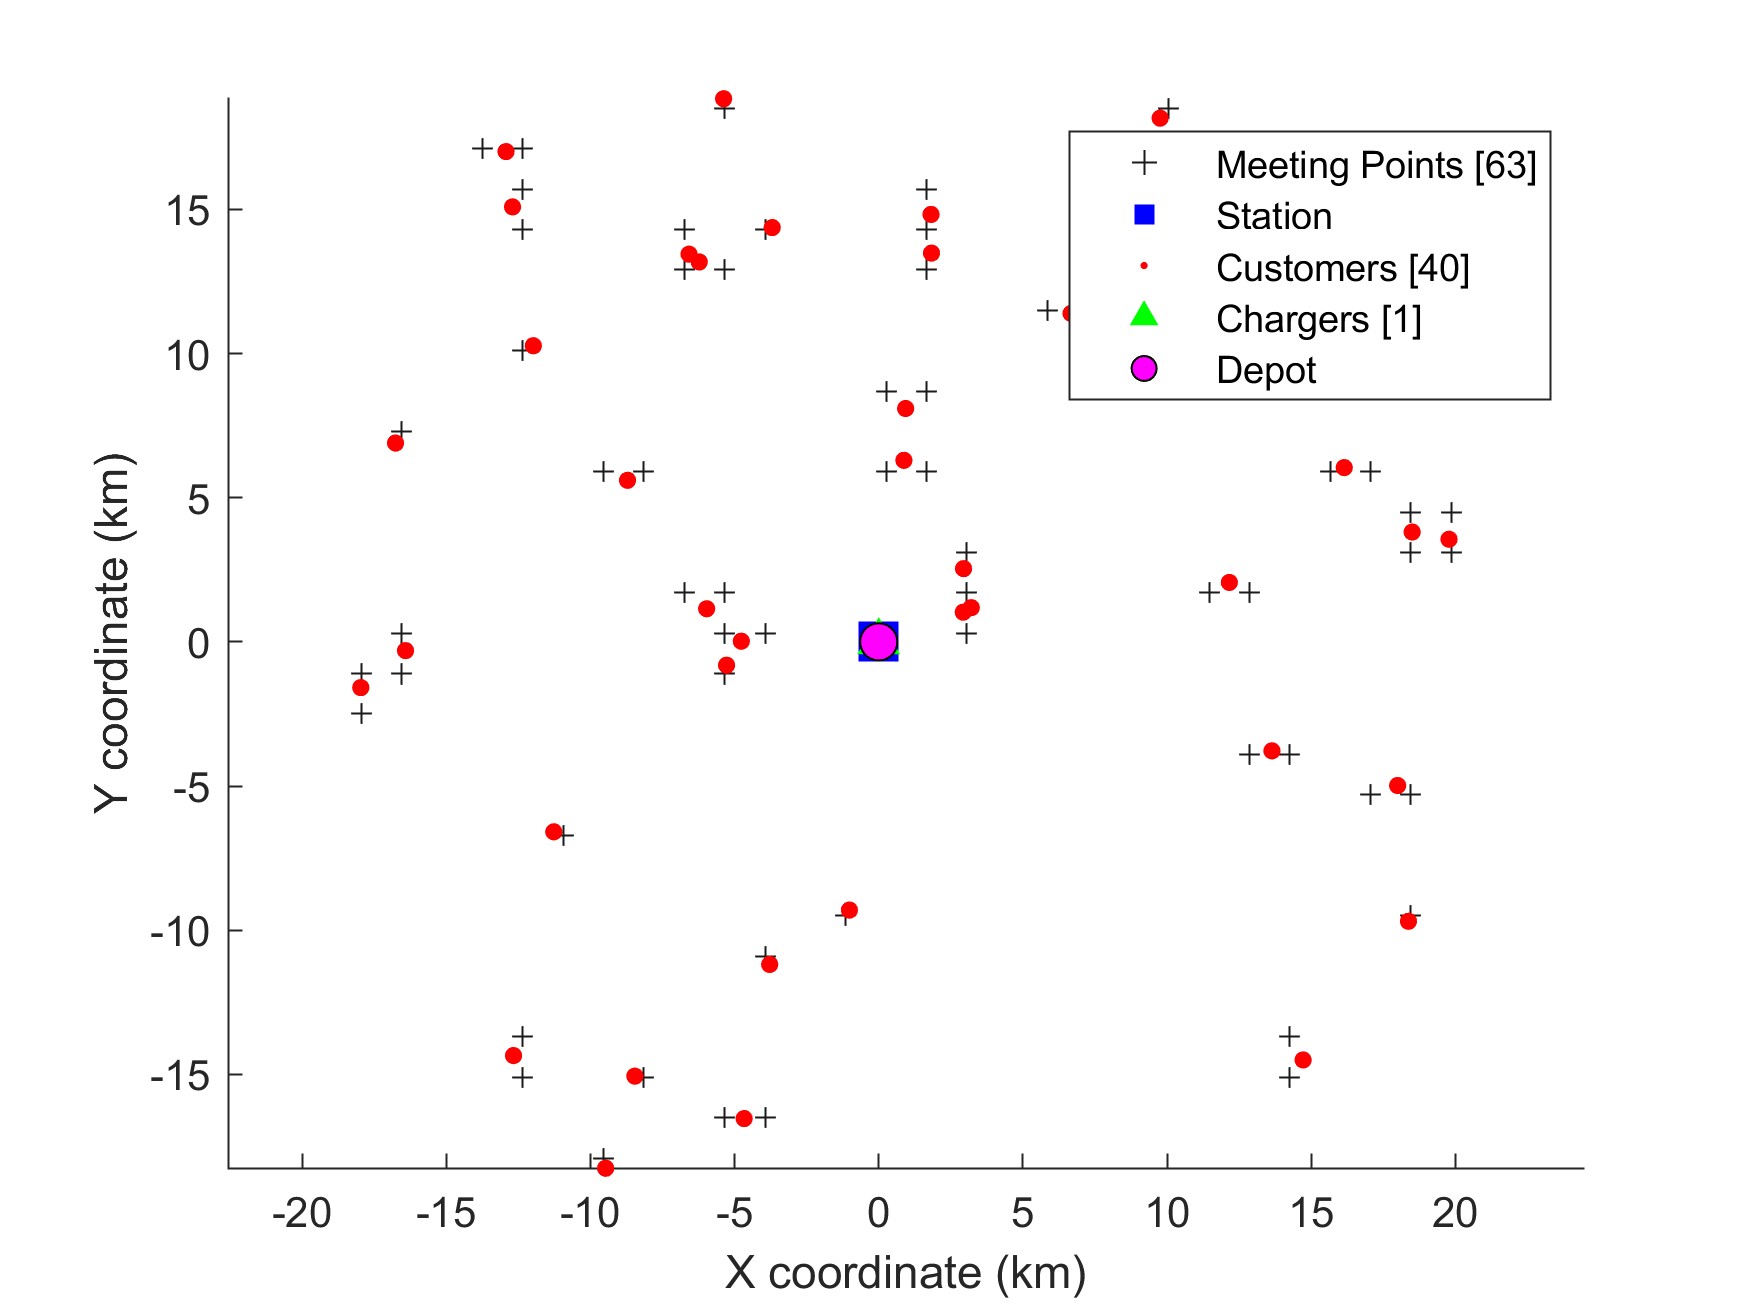 Meeting Points [63]
Station
Customers [40]
Chargers [1]
Depot
15
10
5
0
-5
-10
-15
Y coordinate (km)
-20 -15 -10 -5 0 5 10 15 20
X coordinate (km)